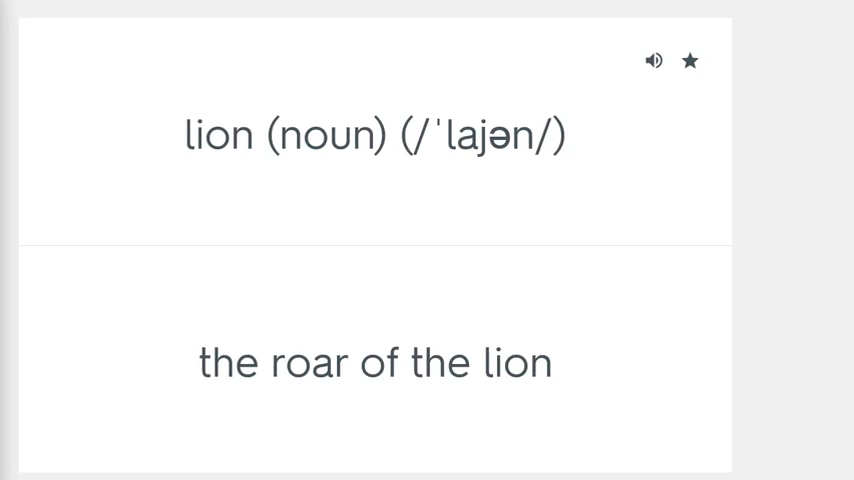 lion (noun) (/ˈlajən/)
the roar of the lion